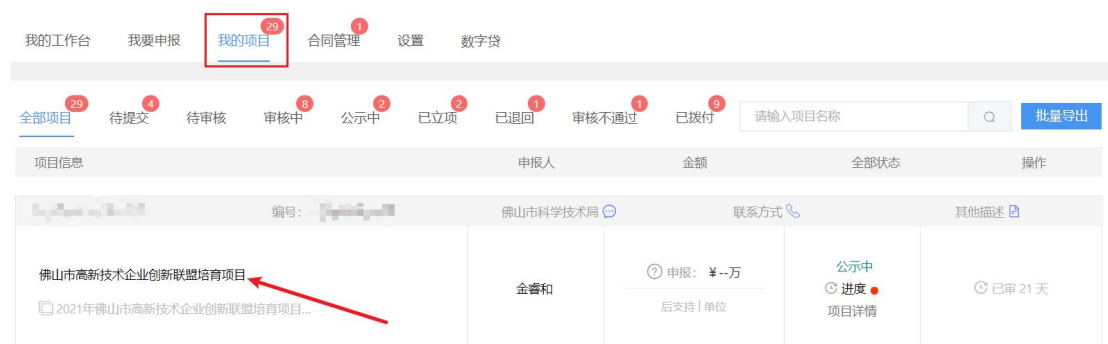 我的工作台 我要申报 我的项目 29 合同管理 1 设置 数字贷
全部项目 29 待提交 4 待审核 审核中 8 公示中 2 已立项 2 已退回 1 审核不通过 1 已拨付 9 请输入项目名称 批量导出
项目信息 申报人 金额 全部状态 操作
编号: 佛山市科学技术局 联系方式 其他描述
佛山市高新技术企业创新联盟培育项目
2021年佛山市高新技术企业创新联盟培育项目...
金睿和
申报: ¥--万
后支持 | 单位
公示中
进度
项目详情
已审 21 天